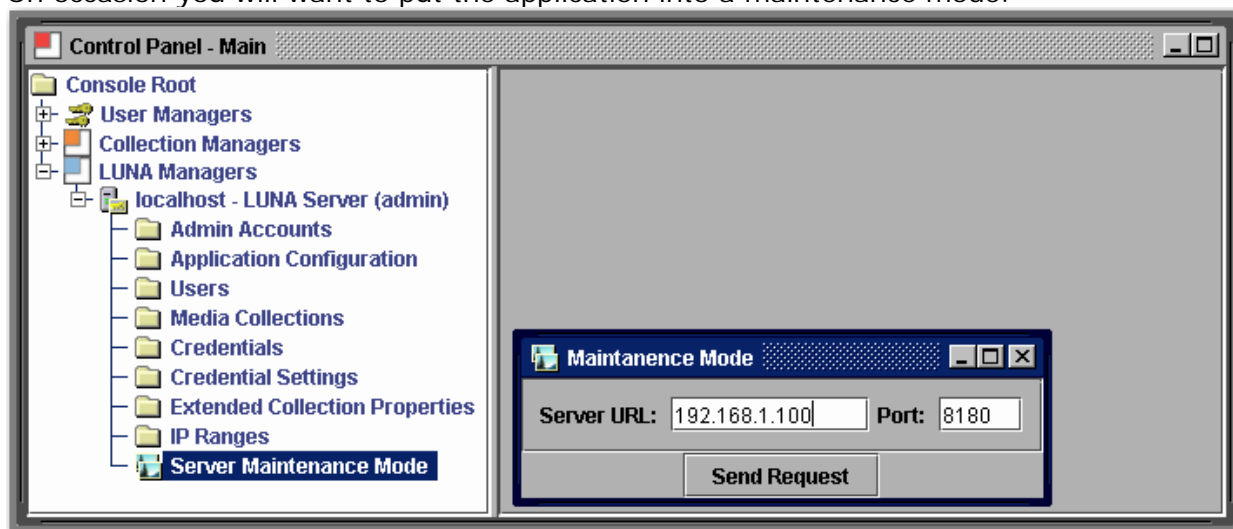 On occasion you will want to put the application into a maintenance mode.
Control Panel - Main
Console Root
User Managers
Collection Managers
LUNA Managers
localhost - LUNA Server (admin)
Admin Accounts
Application Configuration
Users
Media Collections
Credentials
Credential Settings
Extended Collection Properties
IP Ranges
Server Maintenance Mode
Maintanence Mode
Server URL: 192.168.1.100 Port: 8180
Send Request